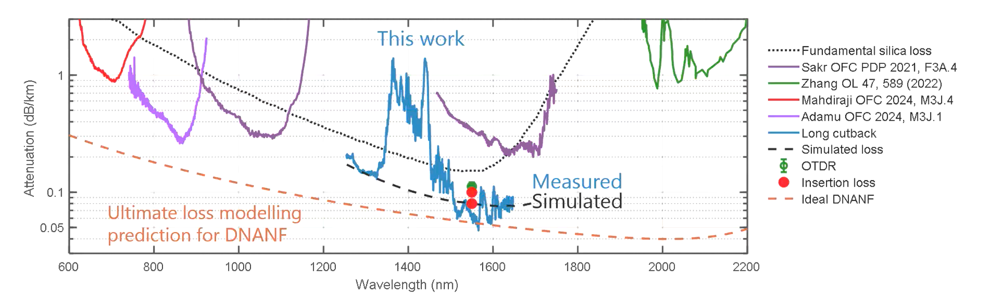 This work
Measured
Simulated
Ultimate loss modelling
prediction for DNANF
Attenuation (dB/km)
1
0.1
0.05
600 800 1000 1200 1400 1600 1800 2000 2200
Wavelength (nm)
Fundamental silica loss
Sakr OFC PDP 2021, F3A.4
Zhang OL 47, 589 (2022)
Mahdiraji OFC 2024, M3J.4
Adamu OFC 2024, M3J.1
Long cutback
Simulated loss
OTDR
Insertion loss
Ideal DNANF